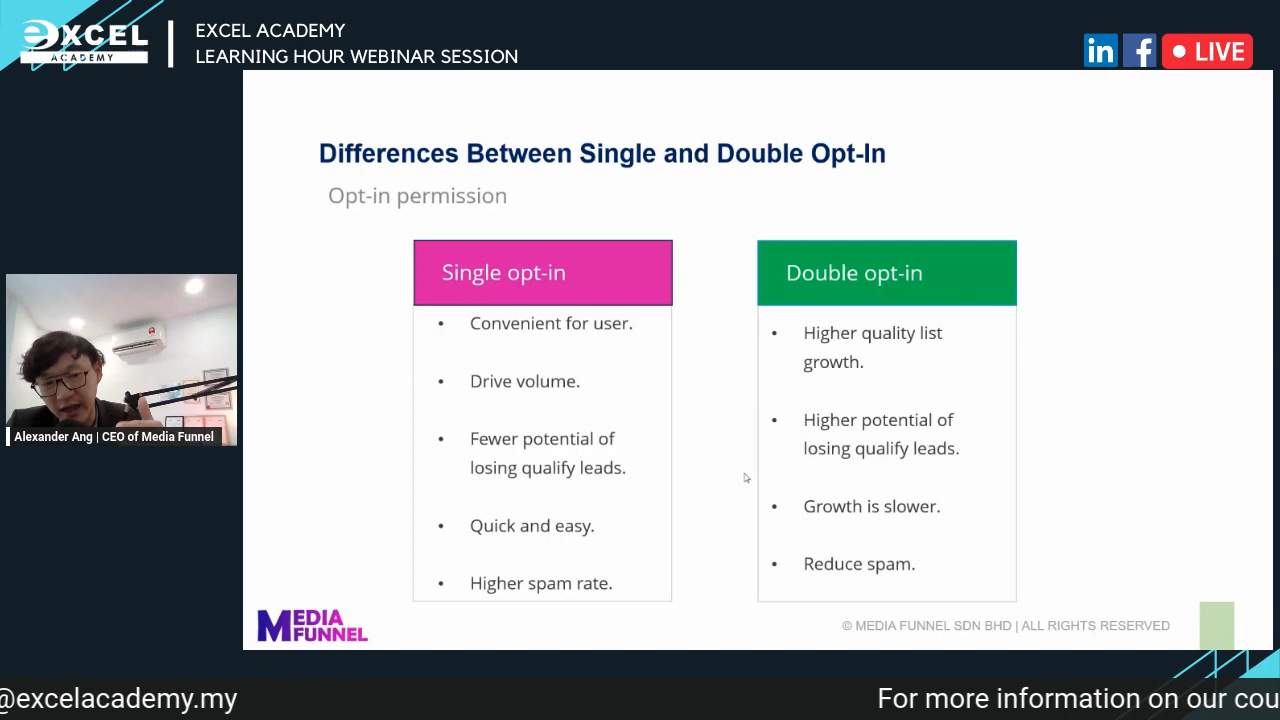 eXCEL
ACADEMY
EXCEL ACADEMY
LEARNING HOUR WEBINAR SESSION
in
f
LIVE
Differences Between Single and Double Opt-In
Opt-in permission
Single opt-in
• Convenient for user.
• Drive volume.
• Fewer potential of
losing qualify leads.
• Quick and easy.
• Higher spam rate.
Double opt-in
• Higher quality list
growth.
• Higher potential of
losing qualify leads.
• Growth is slower.
• Reduce spam.
Alexander Ang | CEO of Media Funnel
MEDIA
FUNNEL
© MEDIA FUNNEL SDN BHD | ALL RIGHTS RESERVED
@excelacademy.my
For more information on our cou